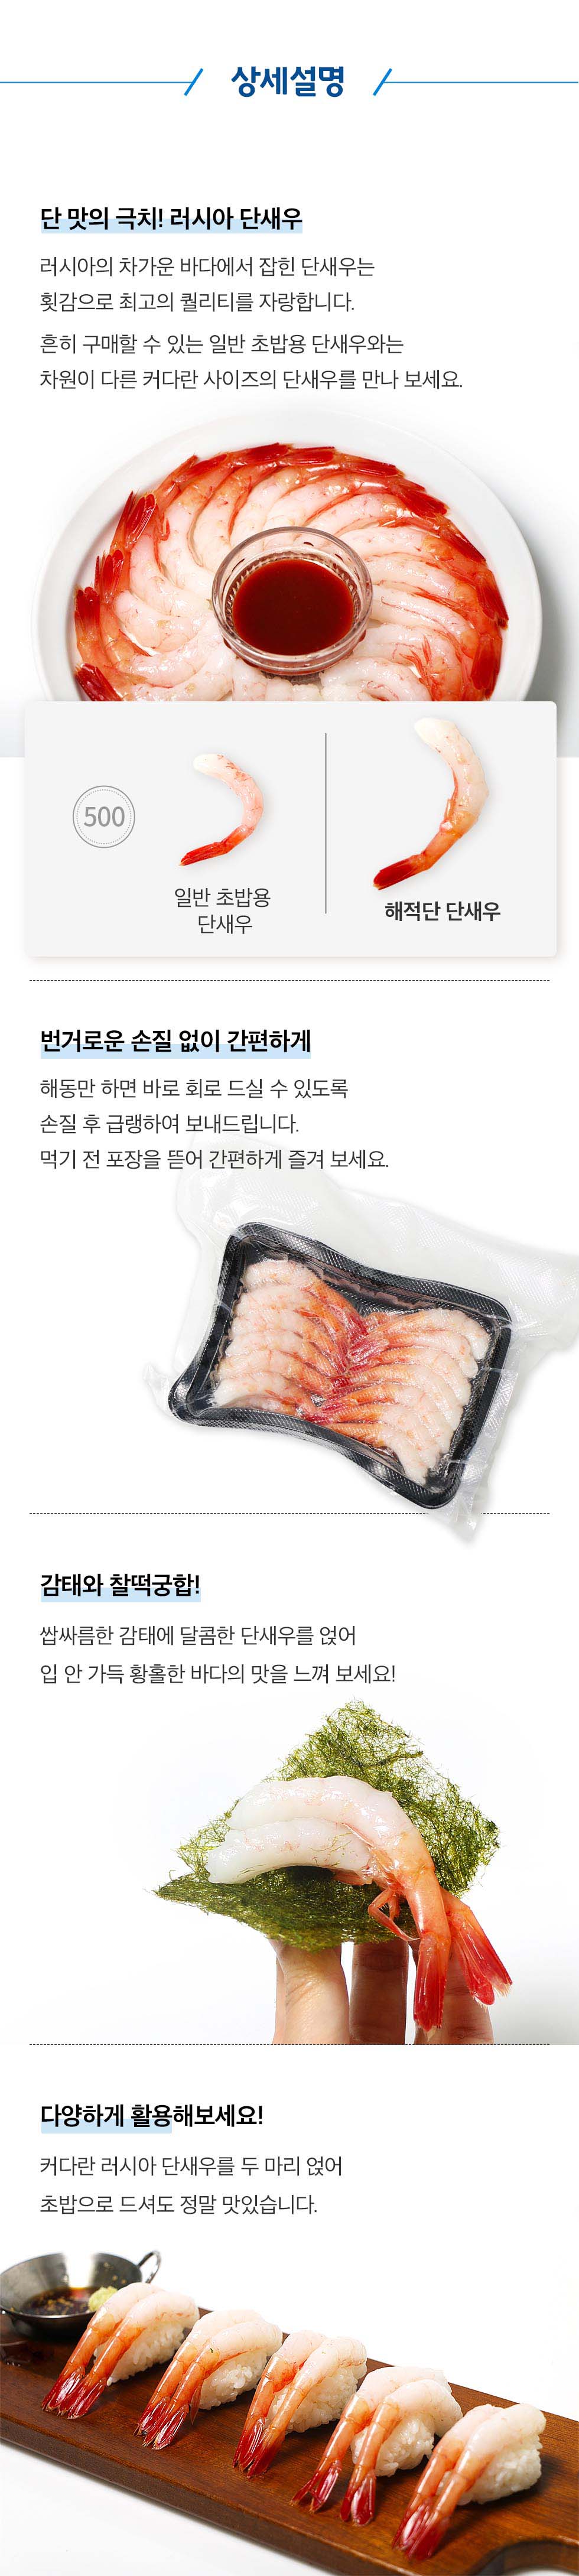 상세설명
단 맛의 극치! 러시아 단새우
러시아의 차가운 바다에서 잡힌 단새우는
횟감으로 최고의 퀄리티를 자랑합니다.
흔히 구매할 수 있는 일반 초밥용 단새우와는
차원이 다른 커다란 사이즈의 단새우를 만나 보세요.
500
일반 초밥용
단새우
해적단 단새우
번거로운 손질 없이 간편하게
해동만 하면 바로 회로 드실 수 있도록
손질 후 급랭하여 보내드립니다.
먹기 전 포장을 뜯어 간편하게 즐겨 보세요.
감태와 찰떡궁합!
쌉싸름한 감태에 달콤한 단새우를 얹어
입 안 가득 황홀한 바다의 맛을 느껴 보세요!
다양하게 활용해보세요!
커다란 러시아 단새우를 두 마리 얹어
초밥으로 드셔도 정말 맛있습니다.